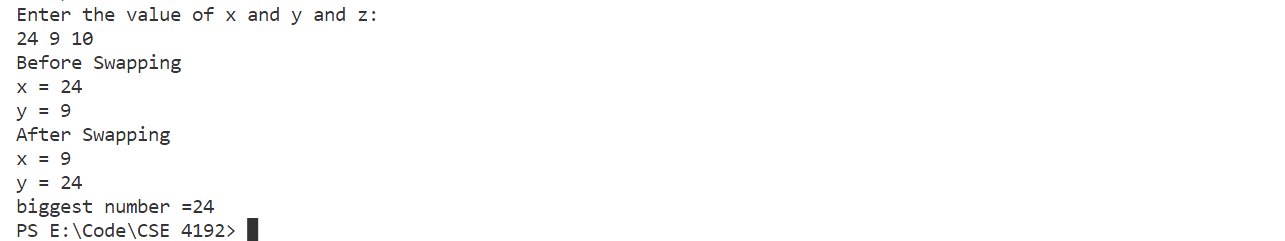 Enter the value of x and y and z:
24 9 10
Before Swapping
x = 24
y = 9
After Swapping
x = 9
y = 24
biggest number =24
PS E:\Code\CSE 4192>